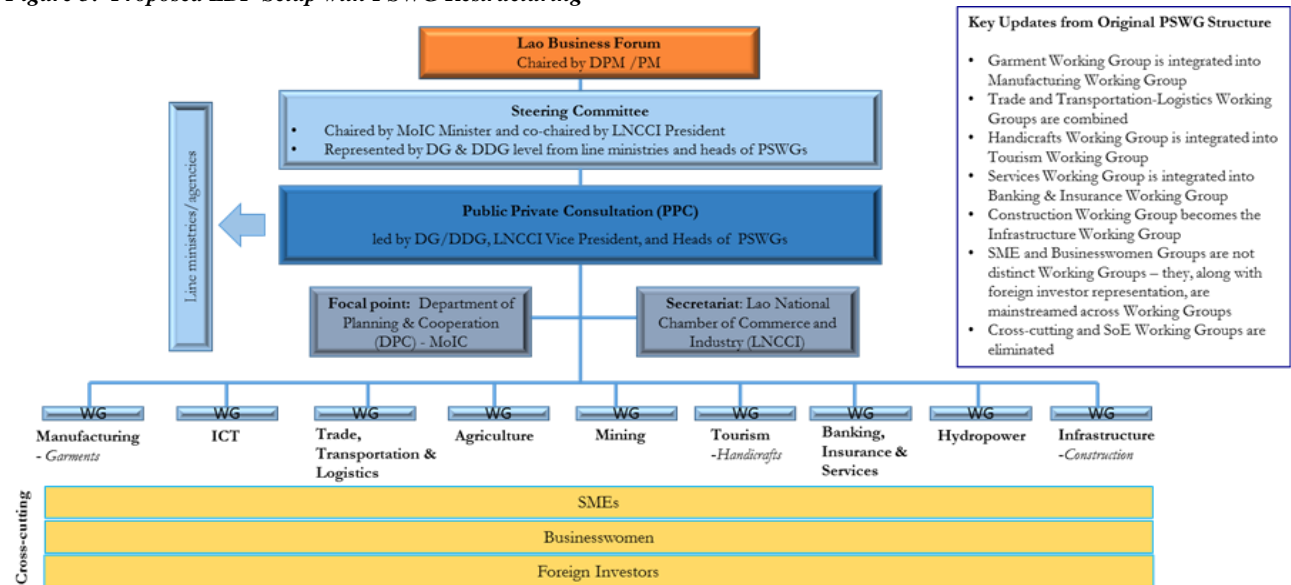 Figure 3: Proposed LBF Setup with PSWG Restructuring
Lao Business Forum
Chaired by DPM /PM
Steering Committee
• Chaired by MoIC Minister and co-chaired by LNCCI President
• Represented by DG & DDG level from line ministries and heads of PSWGs
Line ministries/agencies
Public Private Consultation (PPC)
led by DG/DDG, LNCCI Vice President, and Heads of PSWGs
Focal point: Department of
Planning & Cooperation
(DPC) - MoIC
Secretariat: Lao National
Chamber of Commerce and
Industry (LNCCI)
Key Updates from Original PSWG Structure
• Garment Working Group is integrated into
Manufacturing Working Group
• Trade and Transportation-Logistics Working
Groups are combined
• Handicrafts Working Group is integrated into
Tourism Working Group
• Services Working Group is integrated into
Banking & Insurance Working Group
• Construction Working Group becomes the
Infrastructure Working Group
• SME and Businesswomen Groups are not
distinct Working Groups – they, along with
foreign investor representation, are
mainstreamed across Working Groups
• Cross-cutting and SoE Working Groups are
eliminated
WG
Manufacturing
- Garments
WG
ICT
WG
Trade,
Transportation &
Logistics
WG
Agriculture
WG
Mining
WG
Tourism
-Handicrafts
WG
Banking,
Insurance &
Services
WG
Hydropower
WG
Infrastructure
-Construction
Cross-cutting
SMEs
Businesswomen
Foreign Investors